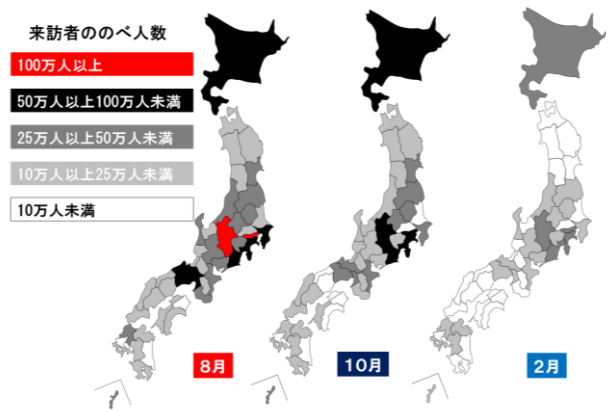 来訪者ののべ人数
100万人以上
50万人以上100万人未満
25万人以上50万人未満
10万人以上25万人未満
10万人未満
8月
10月
2月